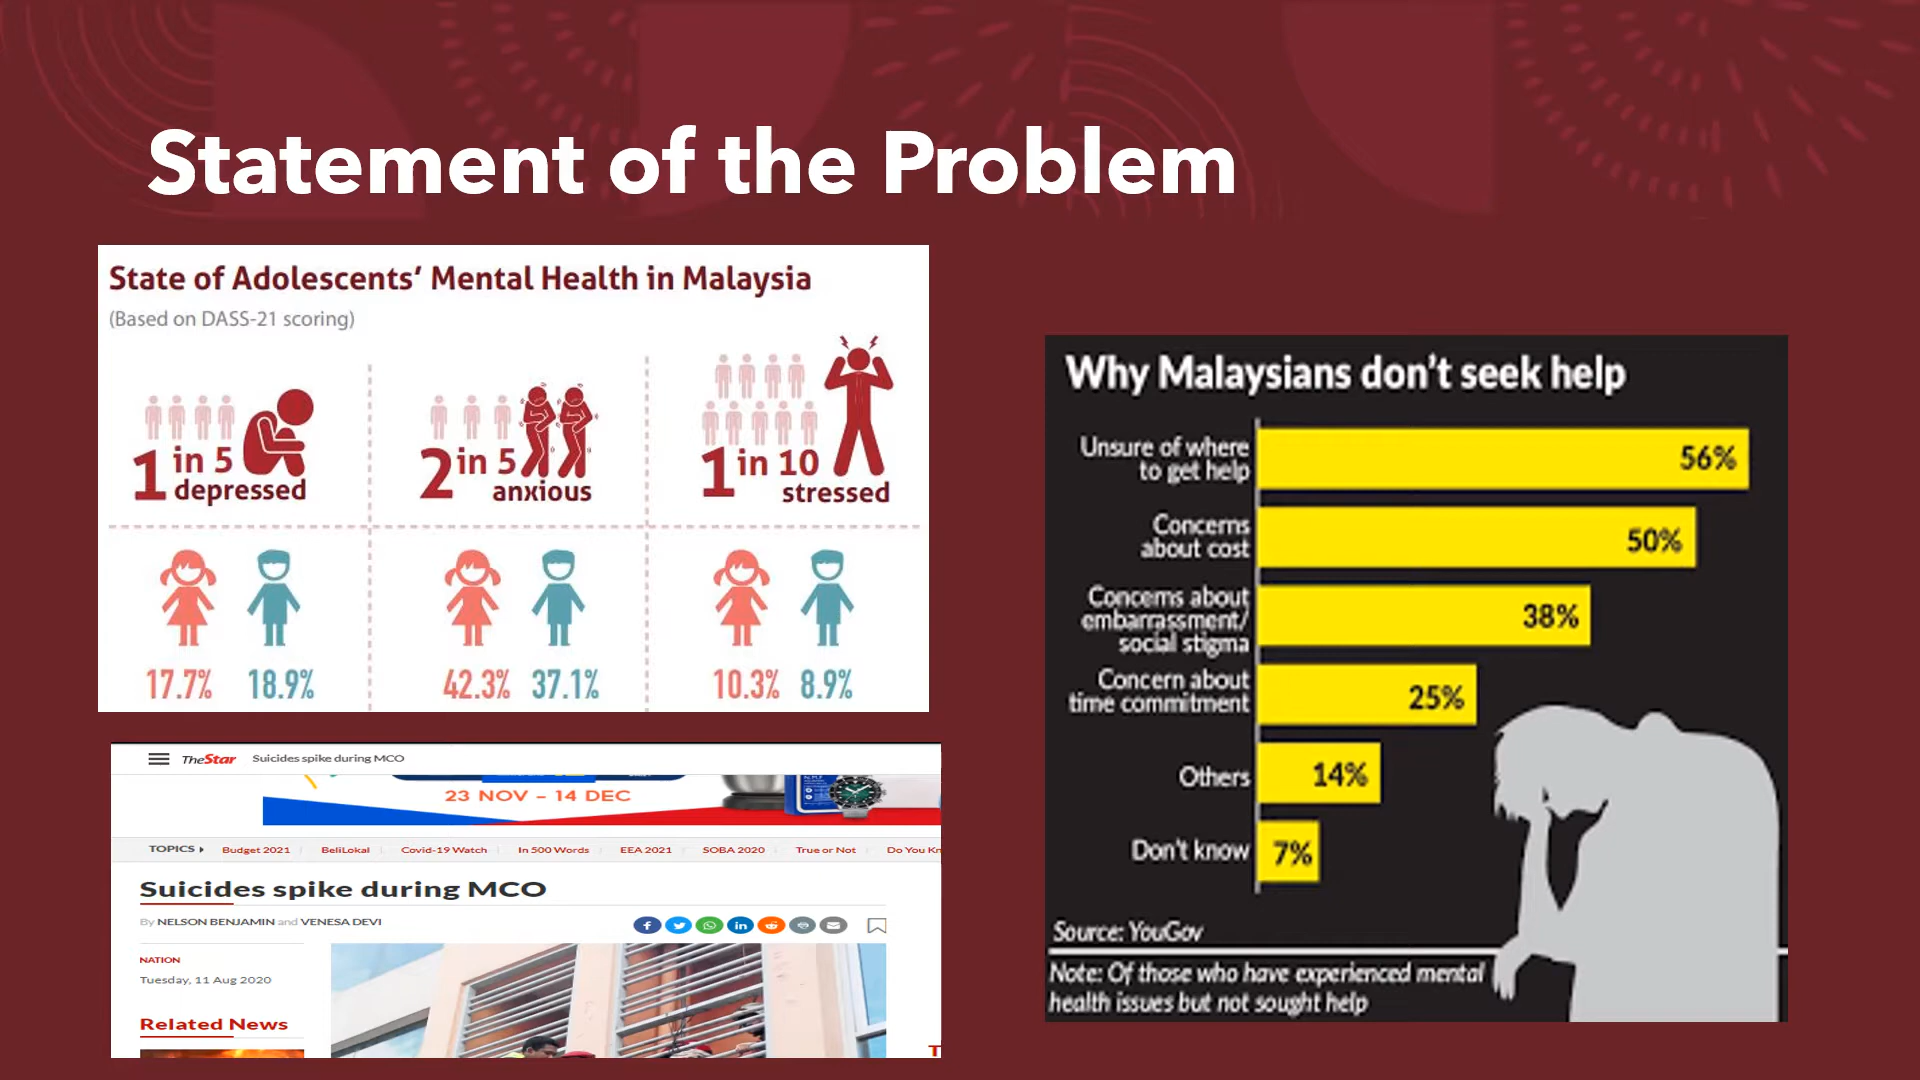 Statement of the Problem
State of Adolescents' Mental Health in Malaysia
(Based on DASS-21 scoring)
1 in 5
depressed
2 in 5
anxious
1 in 10
stressed
17.7% 18.9%
42.3% 37.1%
10.3% 8.9%
TheStar Suicides spike during MCO
23 NOV - 14 DEC
TOPICS Budget 2021 BeliLokal Covid-19 Watch In 500 Words EEA 2021 SOBA 2020 True or Not Do You
Suicides spike during MCO
By NELSON BENJAMIN and VENESA DEVI
NATION
Tuesday, 11 Aug 2020
Related News
Why Malaysians don't seek help
Unsure of where
to get help
56%
Concerns
about cost
50%
Concerns about
embarrassment/
social stigma
38%
Concern about
time commitment
25%
Others
14%
Don't know
7%
Source: YouGov
Note: Of those who have experienced mental
health issues but not sought help